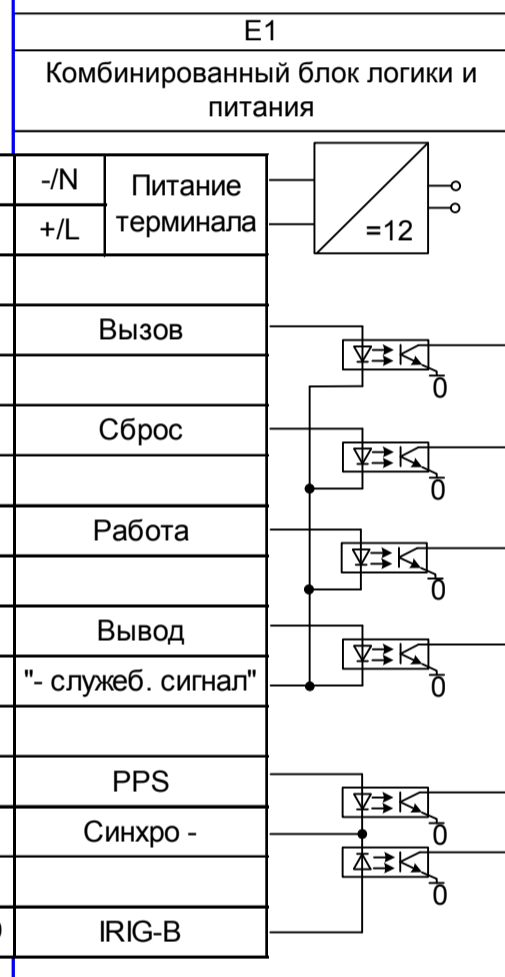 E1
Комбинированный блок логики и
питания
-/N
Питание
+/L
терминала
=12
Вызов
0
Сброс
0
Работа
0
Вывод
"- служеб. сигнал"
0
PPS
Синхро -
0
0
IRIG-B